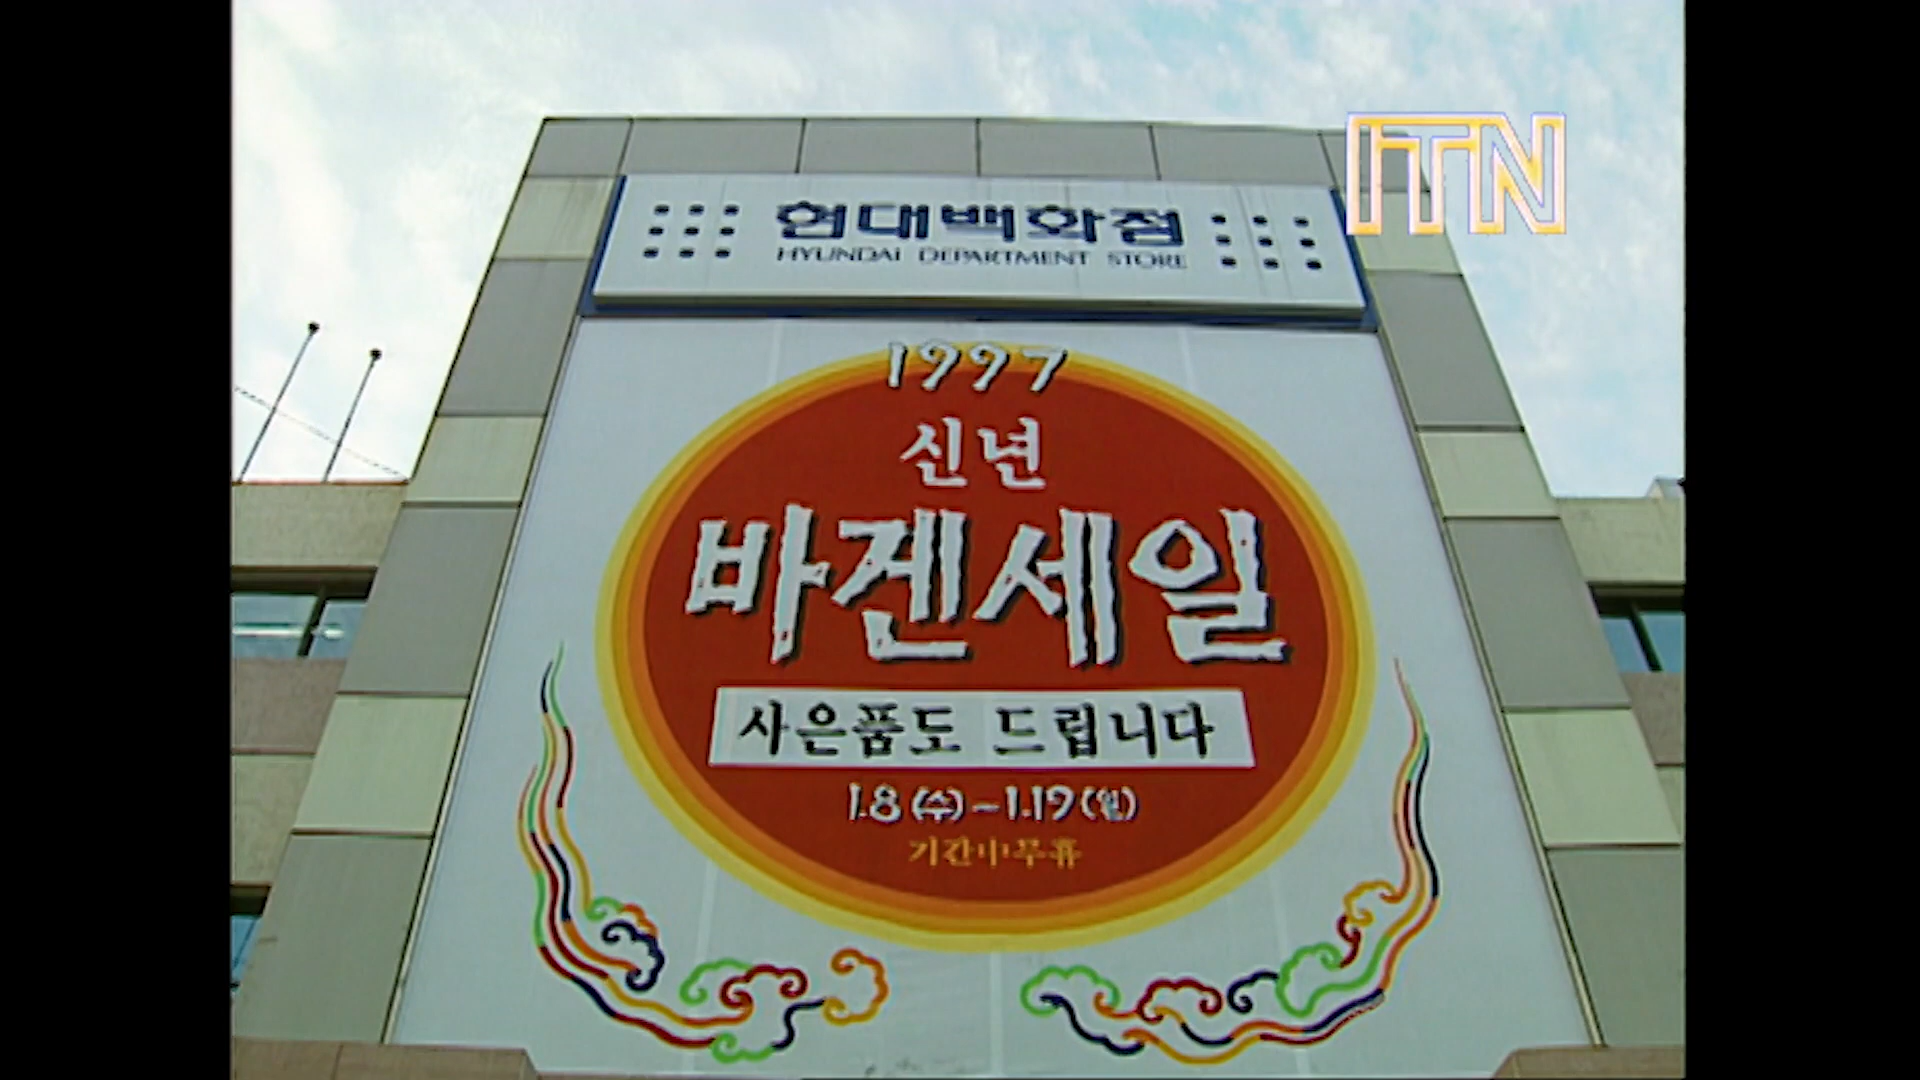 ITN
현대백화점
HYUNDAI DEPARTMENT STORE
1997
신년
바겐세일
사은품도 드립니다
1.8(수)-1.19(일)
기간中무휴